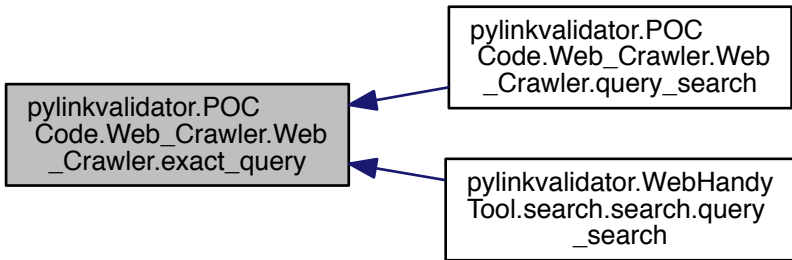 pylinkvalidator.POC
Code.Web_Crawler.Web
_Crawler.exact_query
pylinkvalidator.POC
Code.Web_Crawler.Web
_Crawler.query_search
pylinkvalidator.WebHandy
Tool.search.search.query
_search